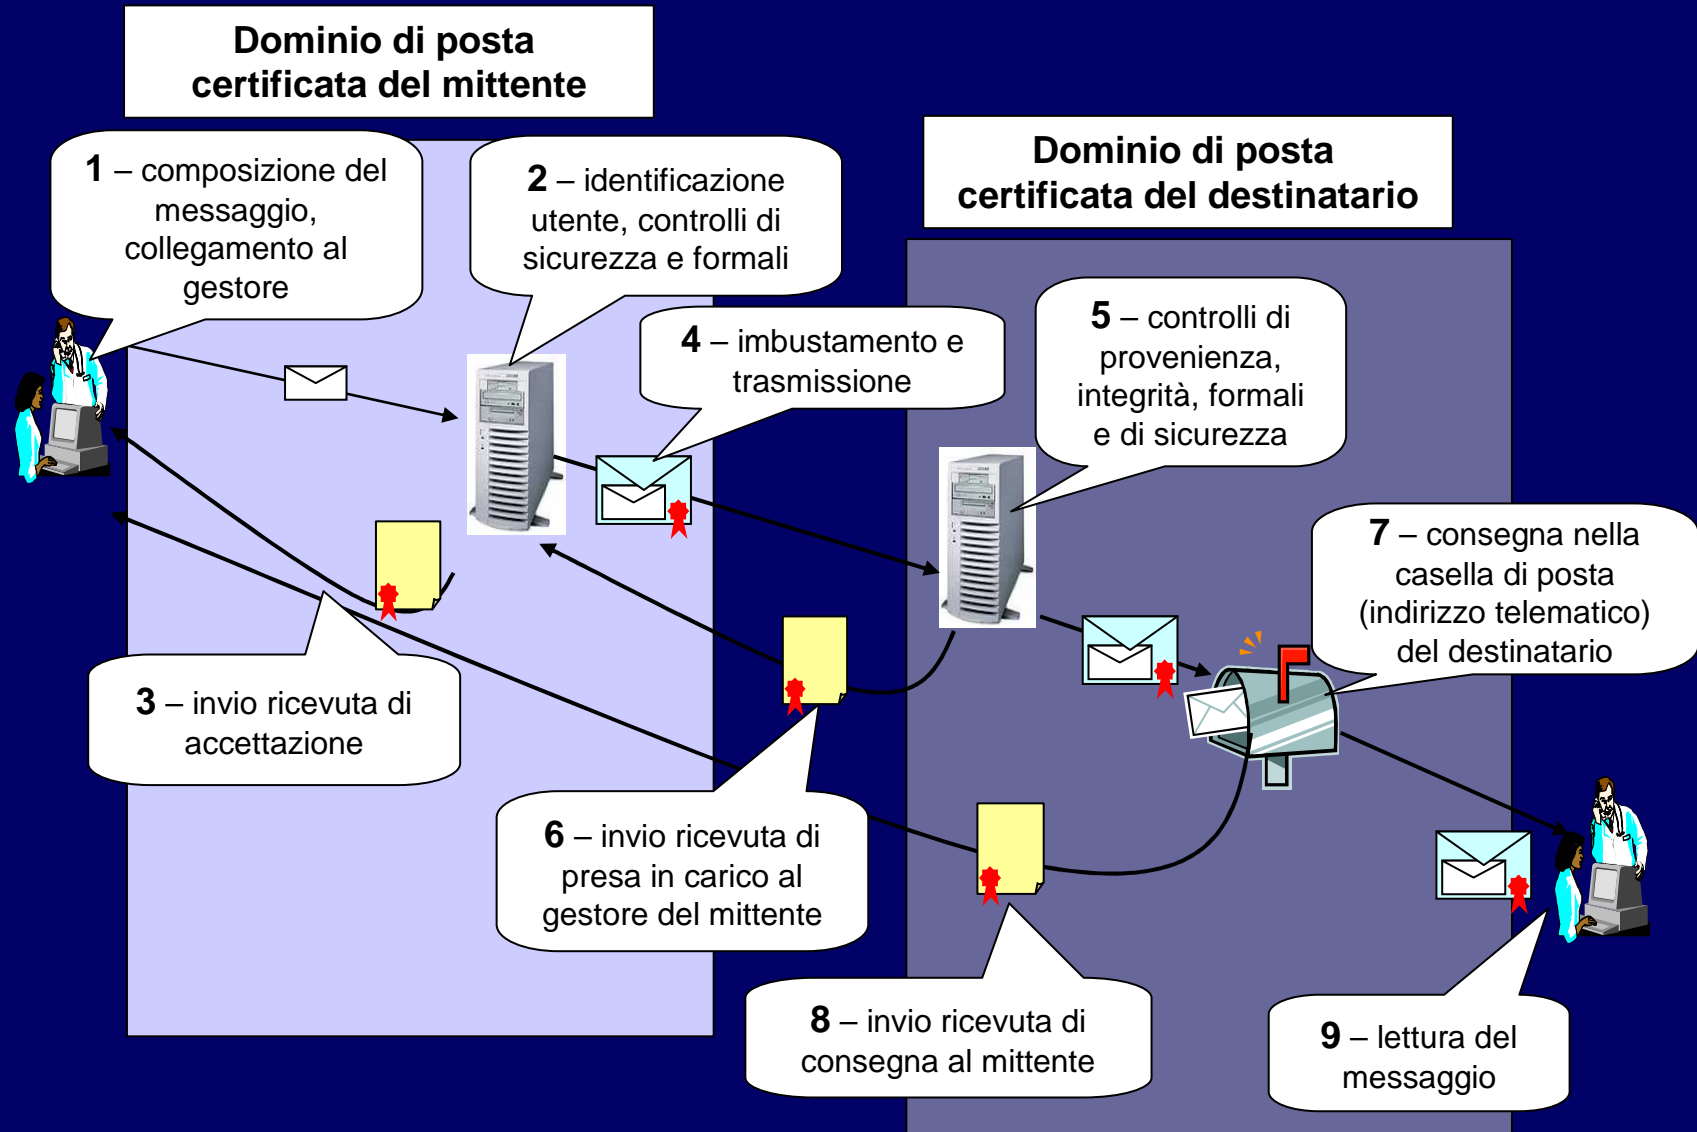 Dominio di posta
certificata del mittente
Dominio di posta
certificata del destinatario
1 – composizione del
messaggio,
collegamento al
gestore
2 – identificazione
utente, controlli di
sicurezza e formali
3 – invio ricevuta di
accettazione
4 – imbustamento e
trasmissione
5 – controlli di
provenienza,
integrità, formali
e di sicurezza
6 – invio ricevuta di
presa in carico al
gestore del mittente
7 – consegna nella
casella di posta
(indirizzo telematico)
del destinatario
8 – invio ricevuta di
consegna al mittente
9 – lettura del
messaggio